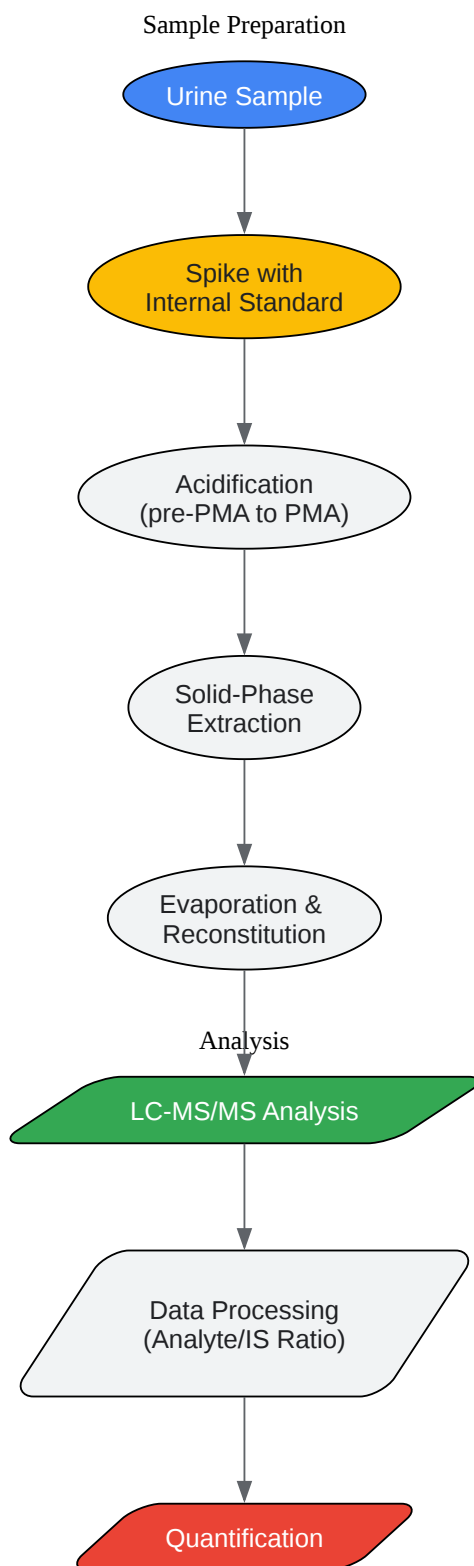 Sample Preparation
Urine Sample
Spike with
Internal Standard
Acidification
(pre-PMA to PMA)
Solid-Phase
Extraction
Evaporation &
Reconstitution
Analysis
LC-MS/MS Analysis
Data Processing
(Analyte/IS Ratio)
Quantification